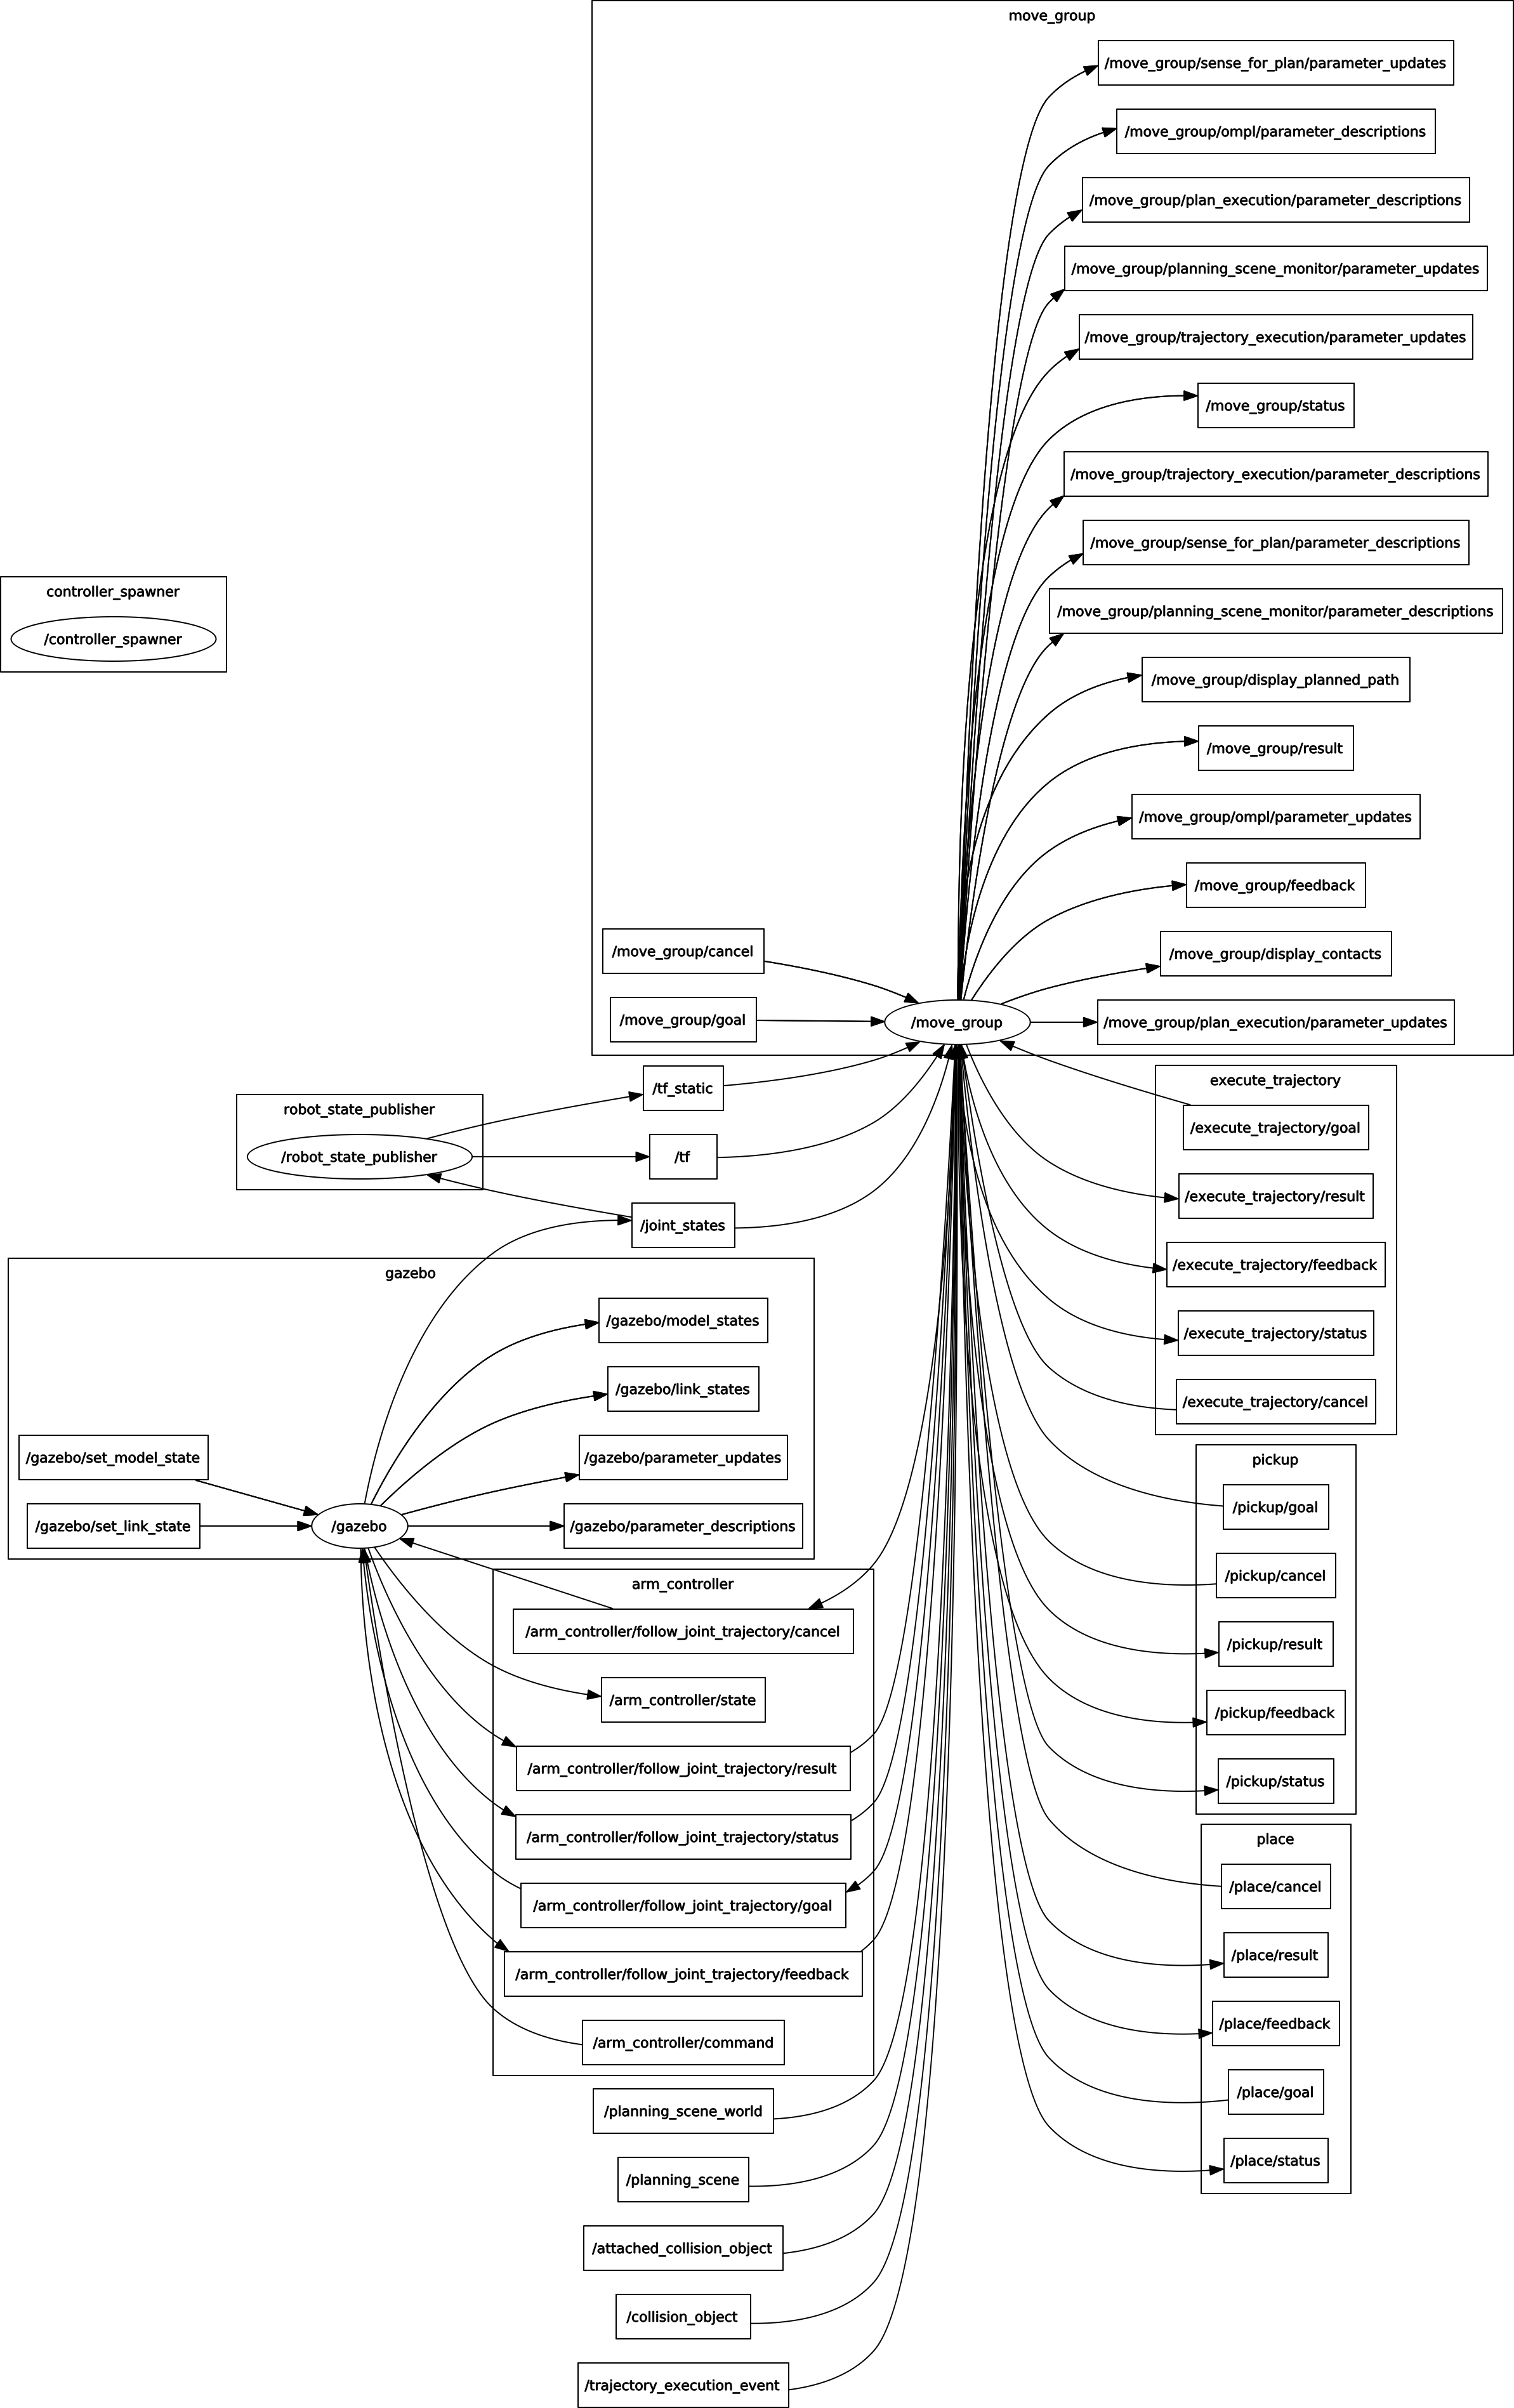 move_group
/move_group/sense_for_plan/parameter_updates
/move_group/ompl/parameter_descriptions
/move_group/plan_execution/parameter_descriptions
/move_group/planning_scene_monitor/parameter_updates
/move_group/trajectory_execution/parameter_updates
/move_group/status
/move_group/trajectory_execution/parameter_descriptions
/move_group/sense_for_plan/parameter_descriptions
/move_group/planning_scene_monitor/parameter_descriptions
/move_group/display_planned_path
/move_group/result
/move_group/ompl/parameter_updates
/move_group/feedback
/move_group/display_contacts
/move_group/plan_execution/parameter_updates
/move_group/cancel
/move_group/goal
/move_group
controller_spawner
/controller_spawner
/tf_static
robot_state_publisher
/robot_state_publisher
/tf
/joint_states
execute_trajectory
/execute_trajectory/goal
/execute_trajectory/result
/execute_trajectory/feedback
/execute_trajectory/status
/execute_trajectory/cancel
gazebo
/gazebo/model_states
/gazebo/link_states
/gazebo/set_model_state
/gazebo/parameter_updates
/gazebo/set_link_state
/gazebo
/gazebo/parameter_descriptions
pickup
/pickup/goal
/pickup/cancel
/pickup/result
/pickup/feedback
/pickup/status
arm_controller
/arm_controller/follow_joint_trajectory/cancel
/arm_controller/state
/arm_controller/follow_joint_trajectory/result
/arm_controller/follow_joint_trajectory/status
/arm_controller/follow_joint_trajectory/goal
/arm_controller/follow_joint_trajectory/feedback
/arm_controller/command
place
/place/cancel
/place/result
/place/feedback
/place/goal
/place/status
/planning_scene_world
/planning_scene
/attached_collision_object
/collision_object
/trajectory_execution_event